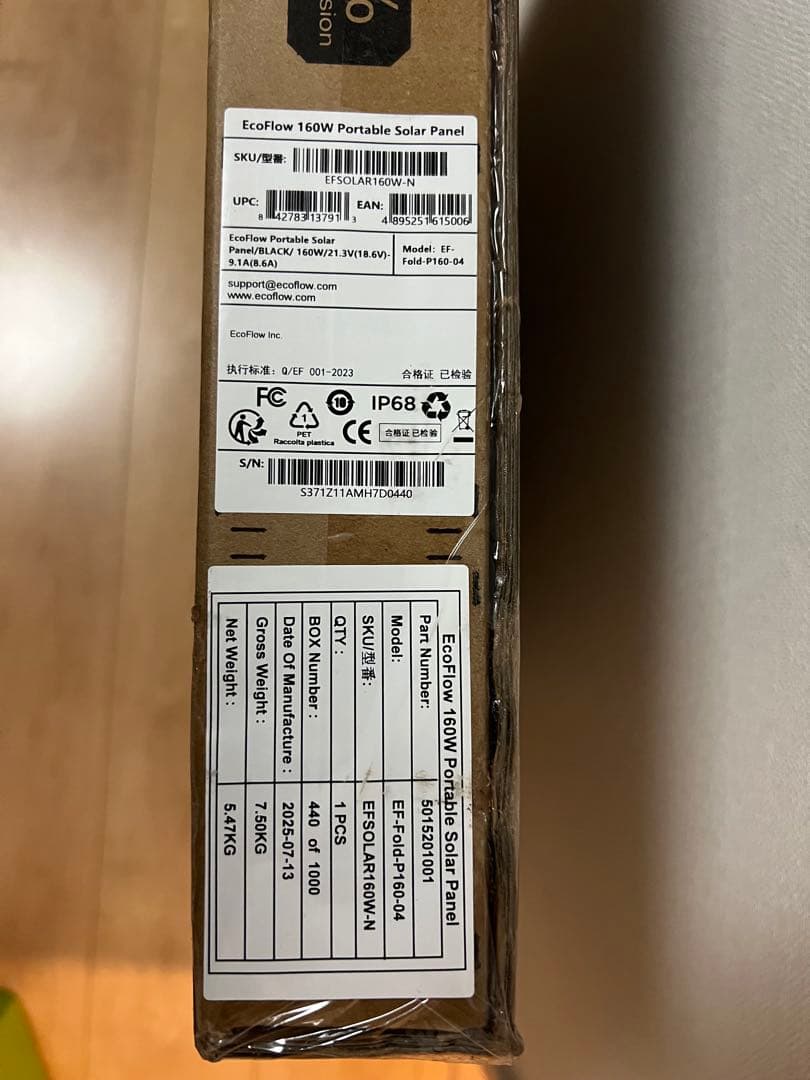 %
sion
EcoFlow 160W Portable Solar Panel
SKU/型番:
EFSOLAR160W-N
UPC:
8 42783 13791 3
EAN:
4 895251 615006
EcoFlow Portable Solar
Panel/BLACK/ 160W/21.3V(18.6V)-
9.1A(8.6A)
Model: EF-
Fold-P160-04
support@ecoflow.com
www.ecoflow.com
EcoFlow Inc.
执行标准: Q/EF 001-2023
合格证 已检验
FC
10
IP68
1
PET
Raccolta plastica
CE
合格证 已检验
S/N:
S371Z11AMH7D0440
EcoFlow 160W Portable Solar Panel
Part Number: 5015201001
Model: EF-Fold-P160-04
SKU/型番: EFSOLAR160W-N
QTY : 1 PCS
BOX Number : 440 of 1000
Date Of Manufacture : 2025-07-13
Gross Weight : 7.50KG
Net Weight : 5.47KG